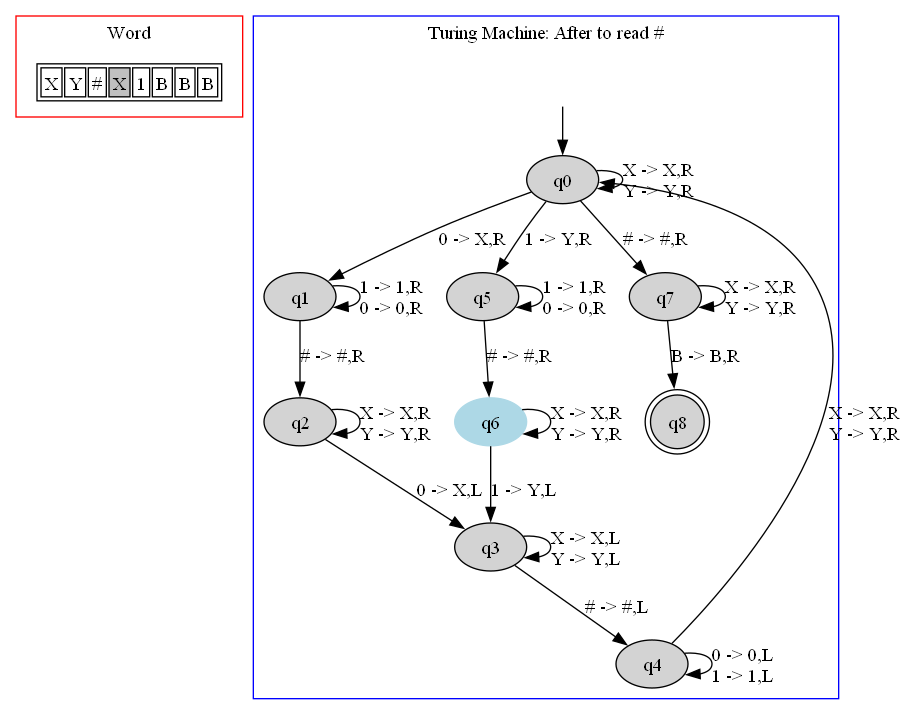 Word
X Y # X 1 B B B
Turing Machine: After to read #
q0
X -> X,R
Y -> Y,R
0 -> X,R
1 -> Y,R
# -> #,R
q1
1 -> 1,R
0 -> 0,R
q5
1 -> 1,R
0 -> 0,R
q7
X -> X,R
Y -> Y,R
# -> #,R
# -> #,R
B -> B,R
q2
X -> X,R
Y -> Y,R
q6
X -> X,R
Y -> Y,R
q8
X -> X,R
Y -> Y,R
0 -> X,L
1 -> Y,L
q3
X -> X,L
Y -> Y,L
# -> #,L
q4
0 -> 0,L
1 -> 1,L